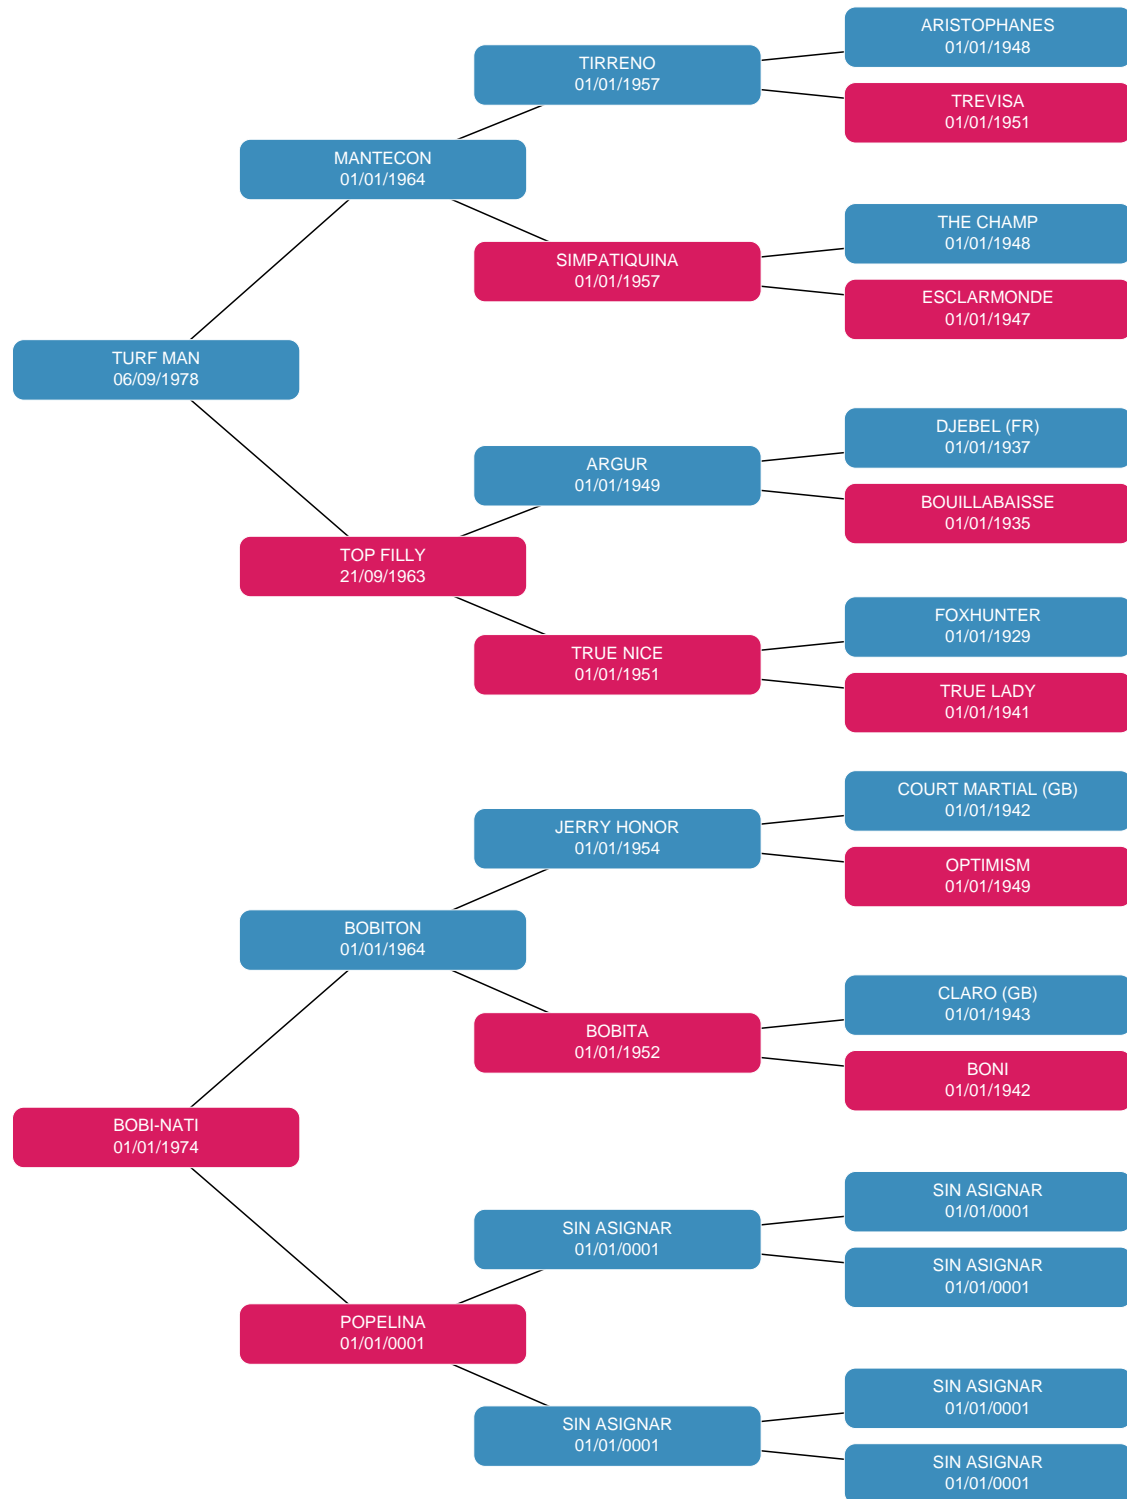 ARISTOPHANES
01/01/1948
TIRRENO
01/01/1957
TREVISA
01/01/1951
MANTECON
01/01/1964
THE CHAMP
01/01/1948
SIMPATIQUINA
01/01/1957
ESCLARMONDE
01/01/1947
TURF MAN
06/09/1978
DJEBEL (FR)
01/01/1937
ARGUR
01/01/1949
BOUILLABAISSE
01/01/1935
TOP FILLY
21/09/1963
FOXHUNTER
01/01/1929
TRUE NICE
01/01/1951
TRUE LADY
01/01/1941
COURT MARTIAL (GB)
01/01/1942
JERRY HONOR
01/01/1954
OPTIMISM
01/01/1949
BOBITON
01/01/1964
CLARO (GB)
01/01/1943
BOBITA
01/01/1952
BONI
01/01/1942
BOBI-NATI
01/01/1974
SIN ASIGNAR
01/01/0001
SIN ASIGNAR
01/01/0001
SIN ASIGNAR
01/01/0001
POPELINA
01/01/0001
SIN ASIGNAR
01/01/0001
SIN ASIGNAR
01/01/0001
SIN ASIGNAR
01/01/0001